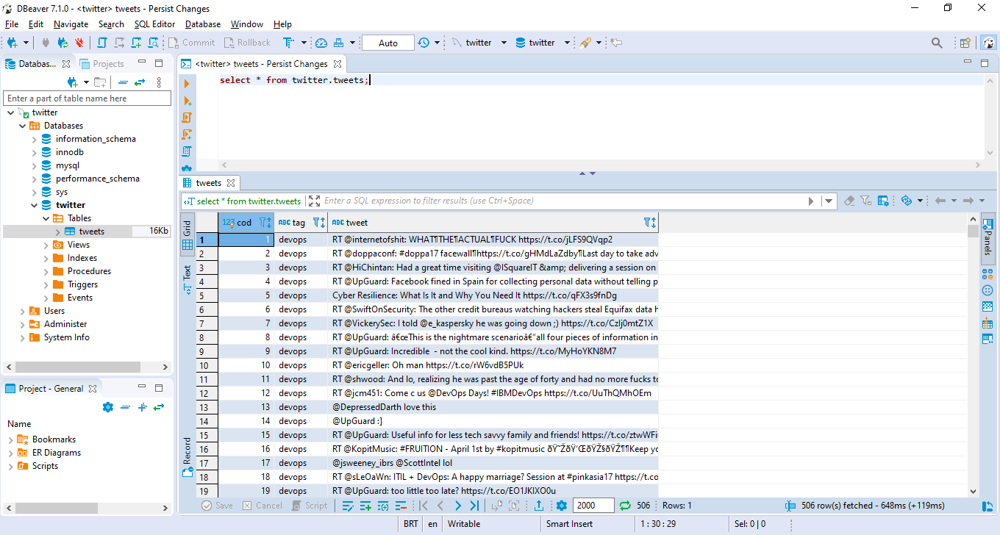 DBeaver 7.1.0 - <twitter> tweets - Persist Changes
File Edit Navigate Search SQL Editor Database Window Help
Commit Rollback Auto twitter twitter
Databas... Projects
Enter a part of table name here
twitter
Databases
information_schema
innodb
mysql
performance_schema
sys
twitter
Tables
tweets 16Kb
Views
Indexes
Procedures
Triggers
Events
Users
Administer
System Info
Project - General
Name
Bookmarks
ER Diagrams
Scripts
<twitter> tweets - Persist Changes
select * from twitter.tweets;
tweets
select * from twitter.tweets Enter a SQL expression to filter results (use Ctrl+Space)
Grid
Text
Record
Panels
123 cod ABC tag ABC tweet
1 1 devops RT @internetofshit: WHAT¶THE¶ACTUAL¶FUCK https://t.co/jLFS9QVqp2
2 2 devops RT @doppaconf: #doppa17 facewall¶https://t.co/gHMdLaZdby¶Last day to take adv
3 3 devops RT @HiChintan: Had a great time visiting @ISquareIT &amp; delivering a session on
4 4 devops RT @UpGuard: Facebook fined in Spain for collecting personal data without telling p
5 5 devops Cyber Resilience: What Is It and Why You Need It https://t.co/qFX3s9fnDg
6 6 devops RT @SwiftOnSecurity: The other credit bureaus watching hackers steal Equifax data h
7 7 devops RT @VickerySec: I told @e_kaspersky he was going down ;) https://t.co/Czlj0mtZ1X
8 8 devops RT @UpGuard: â€œThis is the nightmare scenarioâ€"all four pieces of information in
9 9 devops RT @UpGuard: Incredible - not the cool kind. https://t.co/MyHoYKN8M7
10 10 devops RT @ericgeller: Oh man https://t.co/rW6vdB5PUk
11 11 devops RT @shwood: And lo, realizing he was past the age of forty and had no more fucks to
12 12 devops RT @jcm451: Come c us @DevOps Days! #IBMDevOps https://t.co/UuThQMhOEm
13 13 devops @DepressedDarth love this
14 14 devops @UpGuard :]
15 15 devops RT @UpGuard: Useful info for less tech savvy family and friends! https://t.co/ztwWFi
16 16 devops RT @KopitMusic: #FRUITION - April 1st by #kopitmusic ðŸ˜ŽðŸ'ŒðŸŽ§ðŸŽ¶¶Keep yo
17 17 devops @jsweeney_ibrs @ScottIntel lol
18 18 devops RT @sLeOaWn: ITIL + DevOps: A happy marriage? Session at #pinkasia17 https://t.co
19 19 devops RT @UpGuard: too little too late? https://t.co/EO1JKIXO0u
Save Cancel Script 2000 506 Rows: 1 506 row(s) fetched - 648ms (+119ms)
BRT en Writable Smart Insert 1 : 30 : 29 Sel: 0 | 0